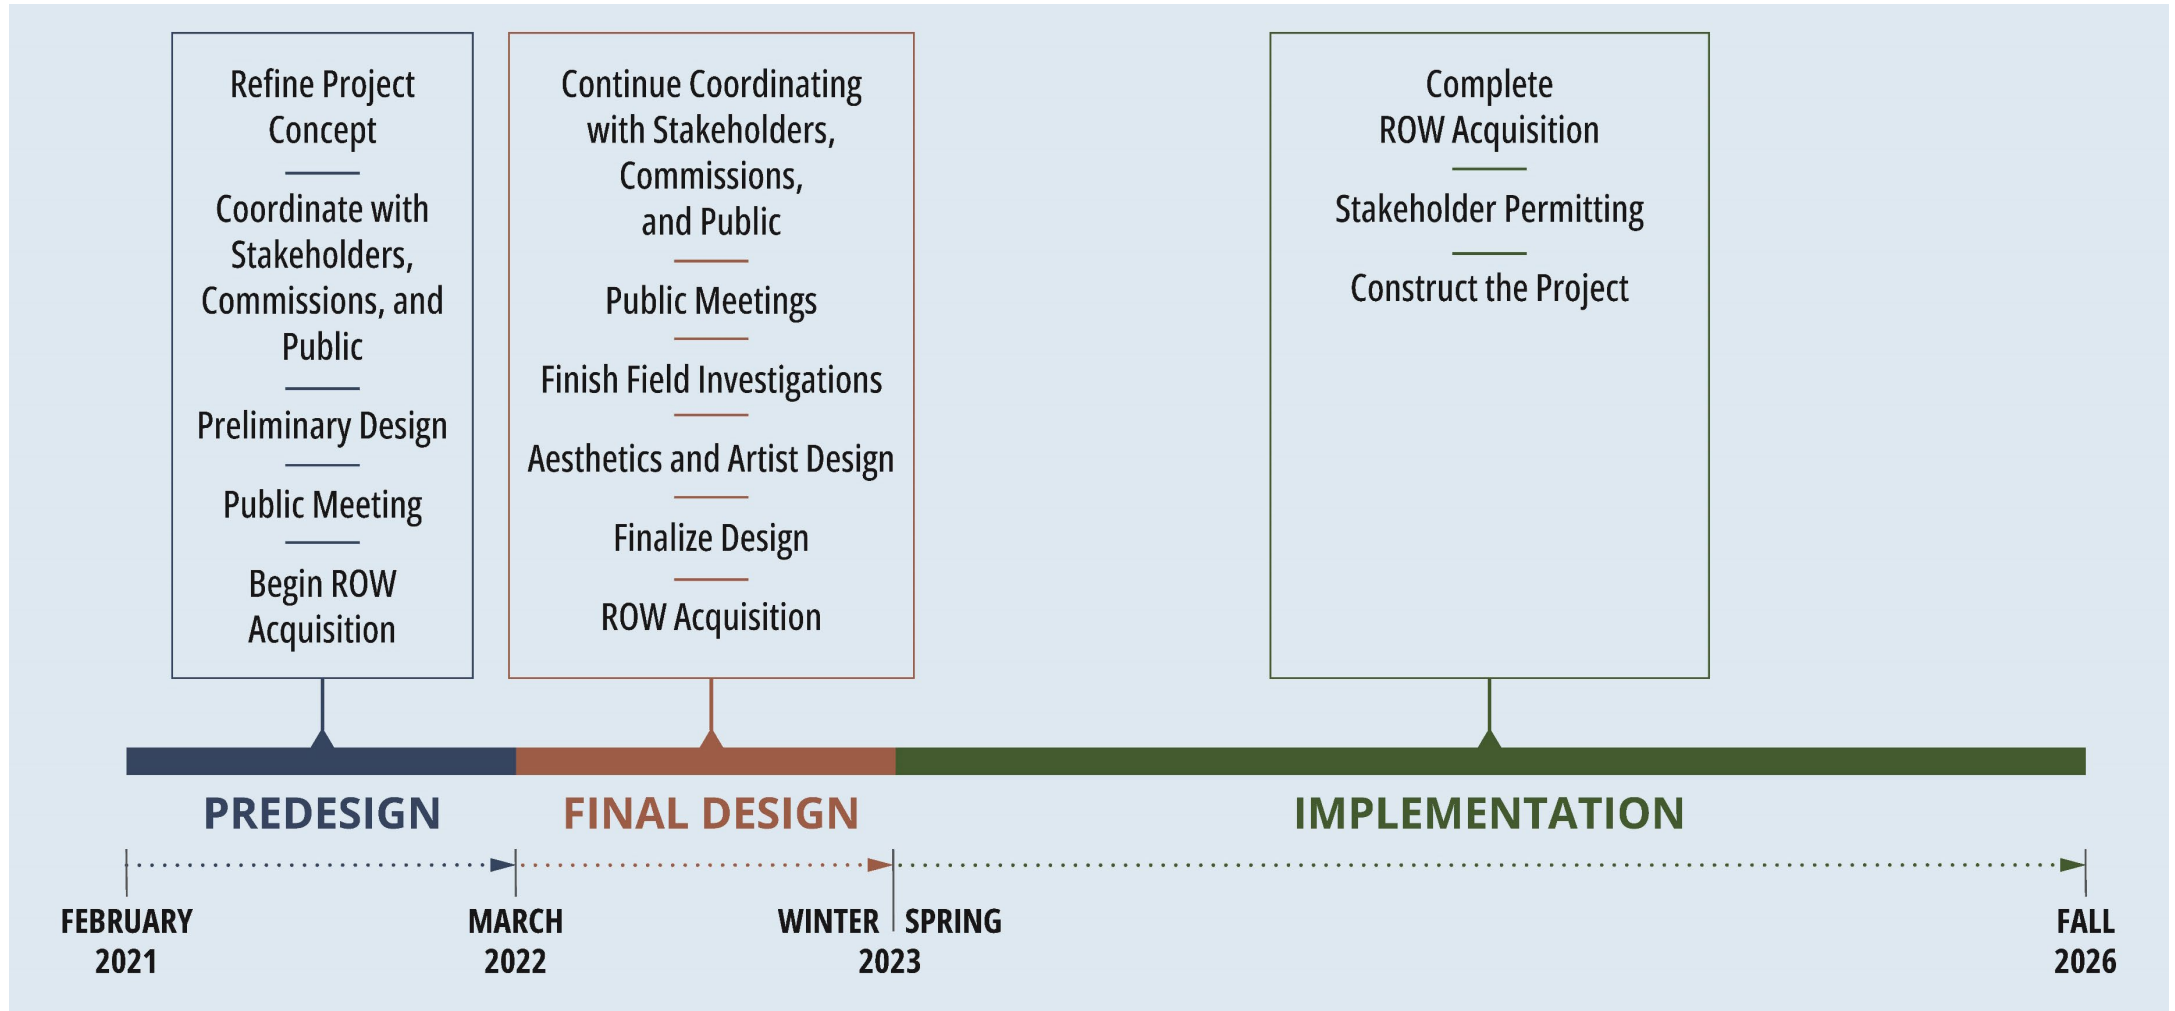 Refine Project
Concept
Coordinate with
Stakeholders,
Commissions, and
Public
Preliminary Design
Public Meeting
Begin ROW
Acquisition
Continue Coordinating
with Stakeholders,
Commissions,
and Public
Public Meetings
Finish Field Investigations
Aesthetics and Artist Design
Finalize Design
ROW Acquisition
Complete
ROW Acquisition
Stakeholder Permitting
Construct the Project
PREDESIGN
FINAL DESIGN
IMPLEMENTATION
FEBRUARY
2021
MARCH
2022
WINTER SPRING
2023
FALL
2026